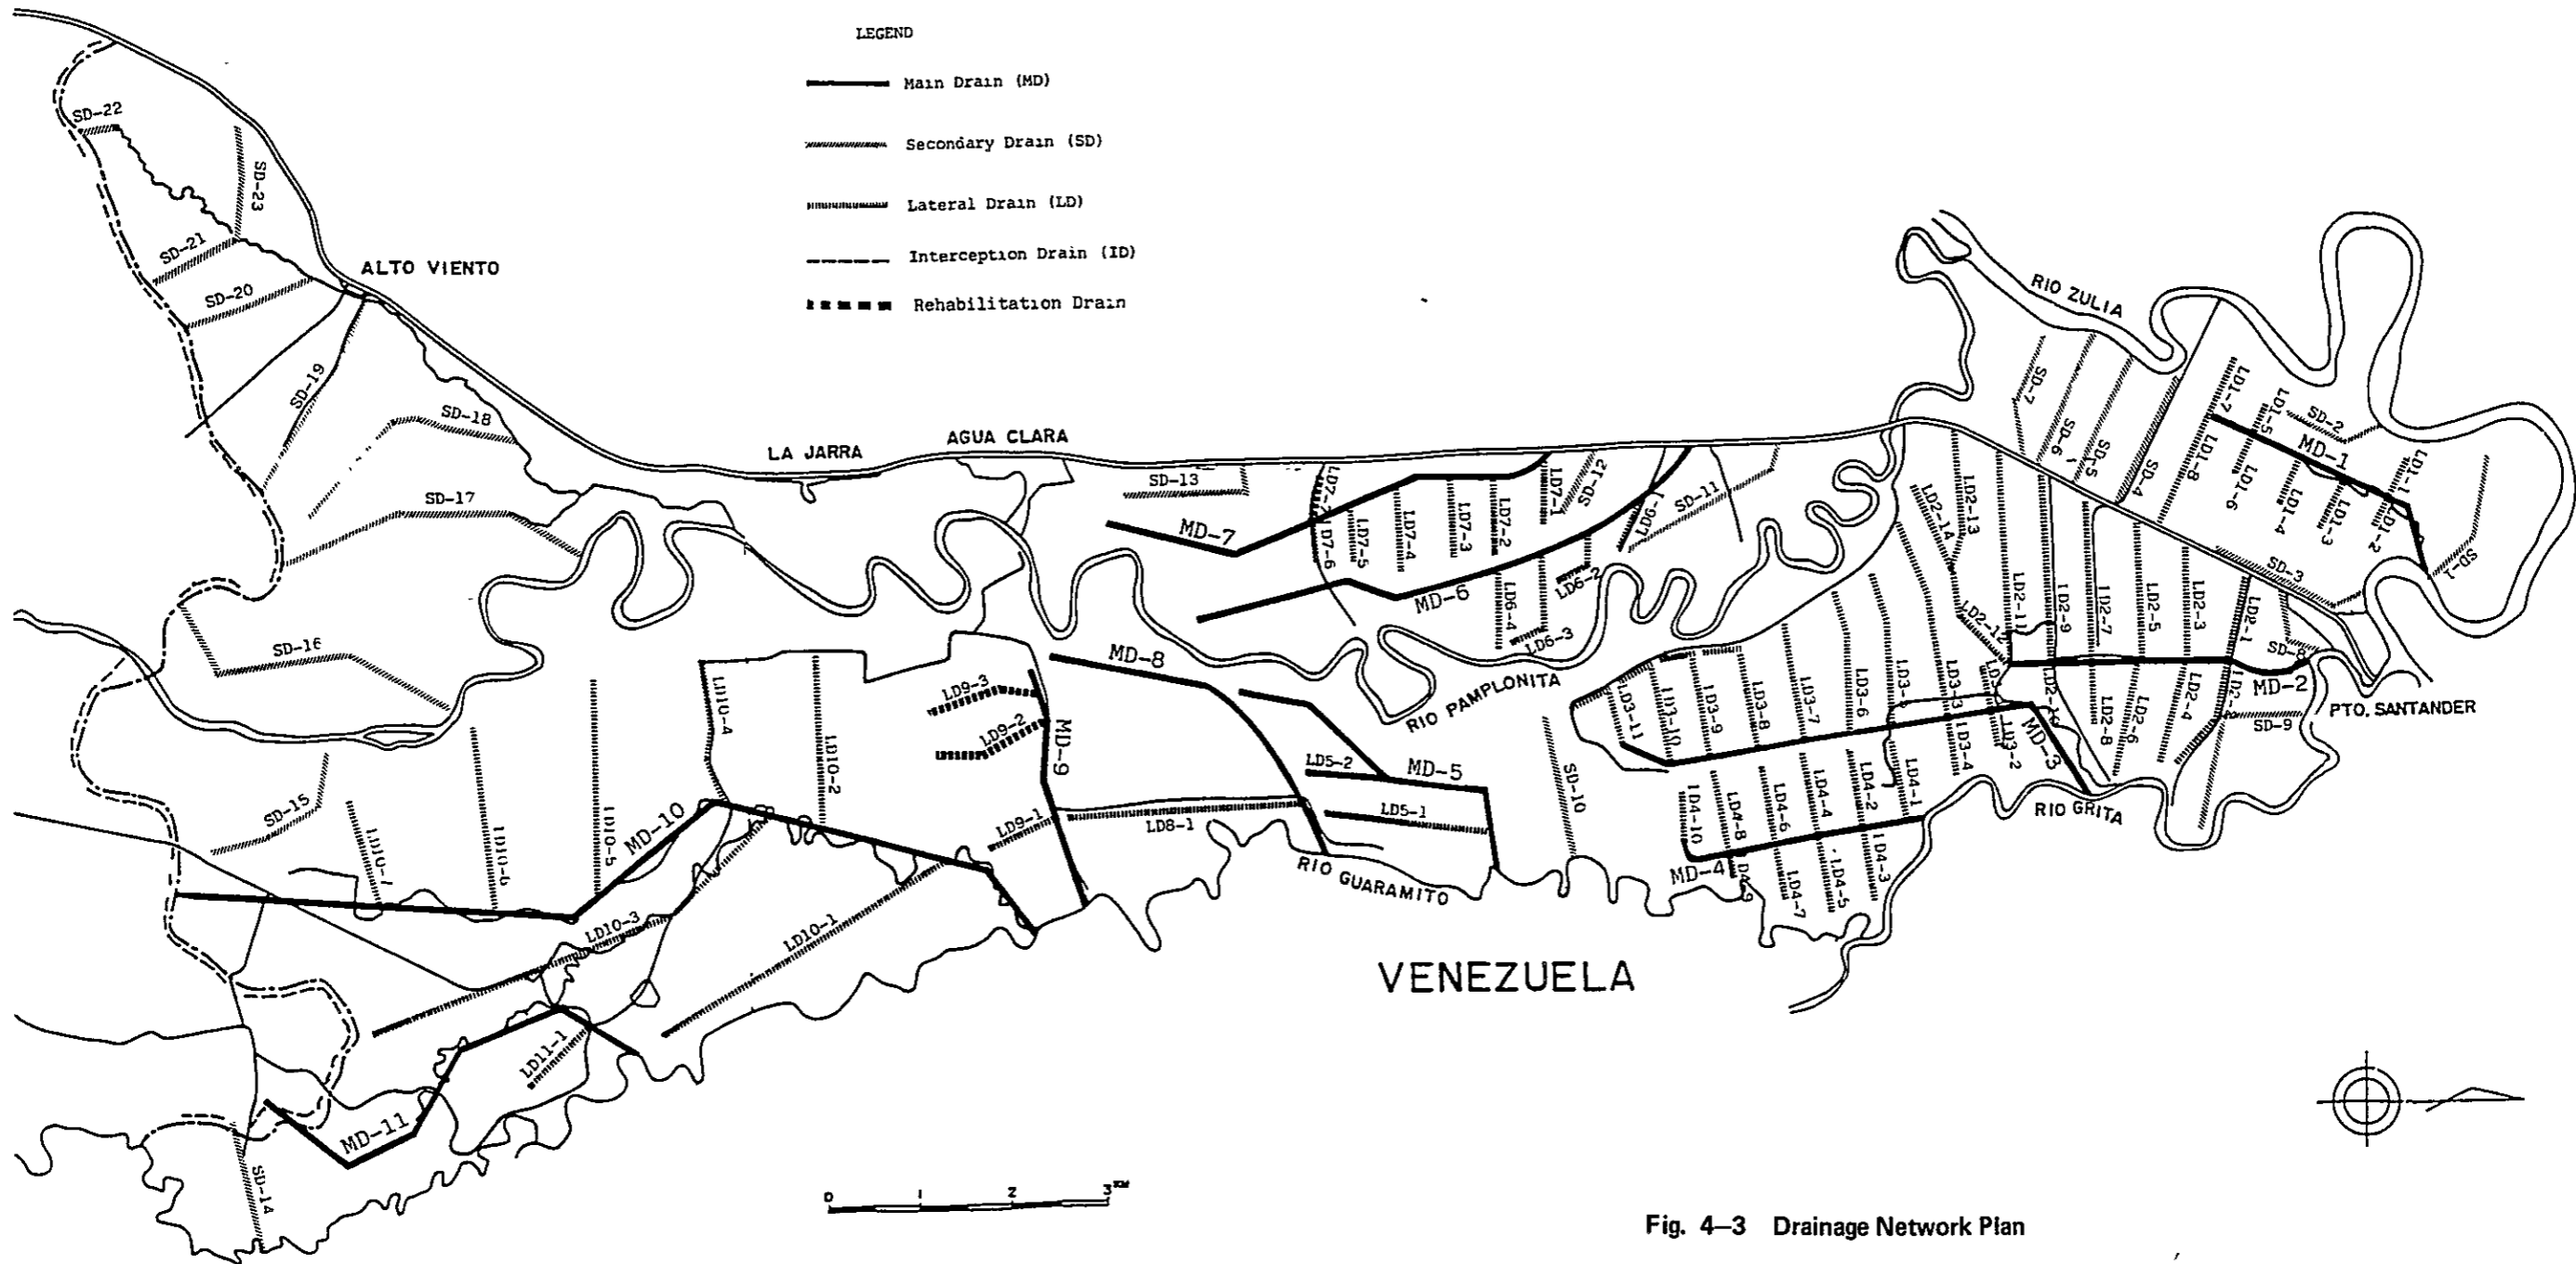 LEGEND
Main Drain (MD)
Secondary Drain (SD)
Lateral Drain (LD)
Interception Drain (ID)
Rehabilitation Drain
SD-22
SD-23
SD-21
SD-20
ALTO VIENTO
SD-19
SD-18
SD-17
SD-16
SD-15
LA JARRA
AGUA CLARA
SD-13
MD-7
LD7-6
LD7-5
LD7-4
LD7-3
LD7-2
LD7-1
SD-12
LD6-1
SD-11
MD-6
LD6-2
LD6-4
LD6-3
RIO PAMPLONITA
RIO ZULIA
SD-7
SD-6
SD-5
SD-4
LD1-7
LD1-5
SD-2
MD-1
LD1-8
LD1-6
LD1-4
LD1-3
LD1-2
LD1-1
SD-1
SD-3
LD2-14
LD2-13
LD2-12
LD2-11
LD2-9
LD2-7
LD2-5
LD2-3
LD2-1
SD-8
MD-2
PTO. SANTANDER
SD-9
LD2-8
LD2-6
LD2-4
LD3-11
LD3-10
LD3-9
LD3-8
LD3-7
LD3-6
LD3-3
LD3-4
LD3-2
MD-3
RIO GRITA
LD4-10
LD4-8
LD4-6
LD4-4
LD4-2
LD4-1
MD-4
LD4-7
LD4-5
LD4-3
SD-10
MD-8
MD-5
LD5-2
LD5-1
LD8-1
RIO GUARAMITO
LD9-3
LD9-2
MD-9
LD9-1
LD10-4
LD10-2
MD-10
LD10-5
LD10-6
LD10-7
LD10-3
LD10-1
LD11-1
MD-11
SD-14
VENEZUELA
0 1 2 3 KM
Fig. 4–3 Drainage Network Plan